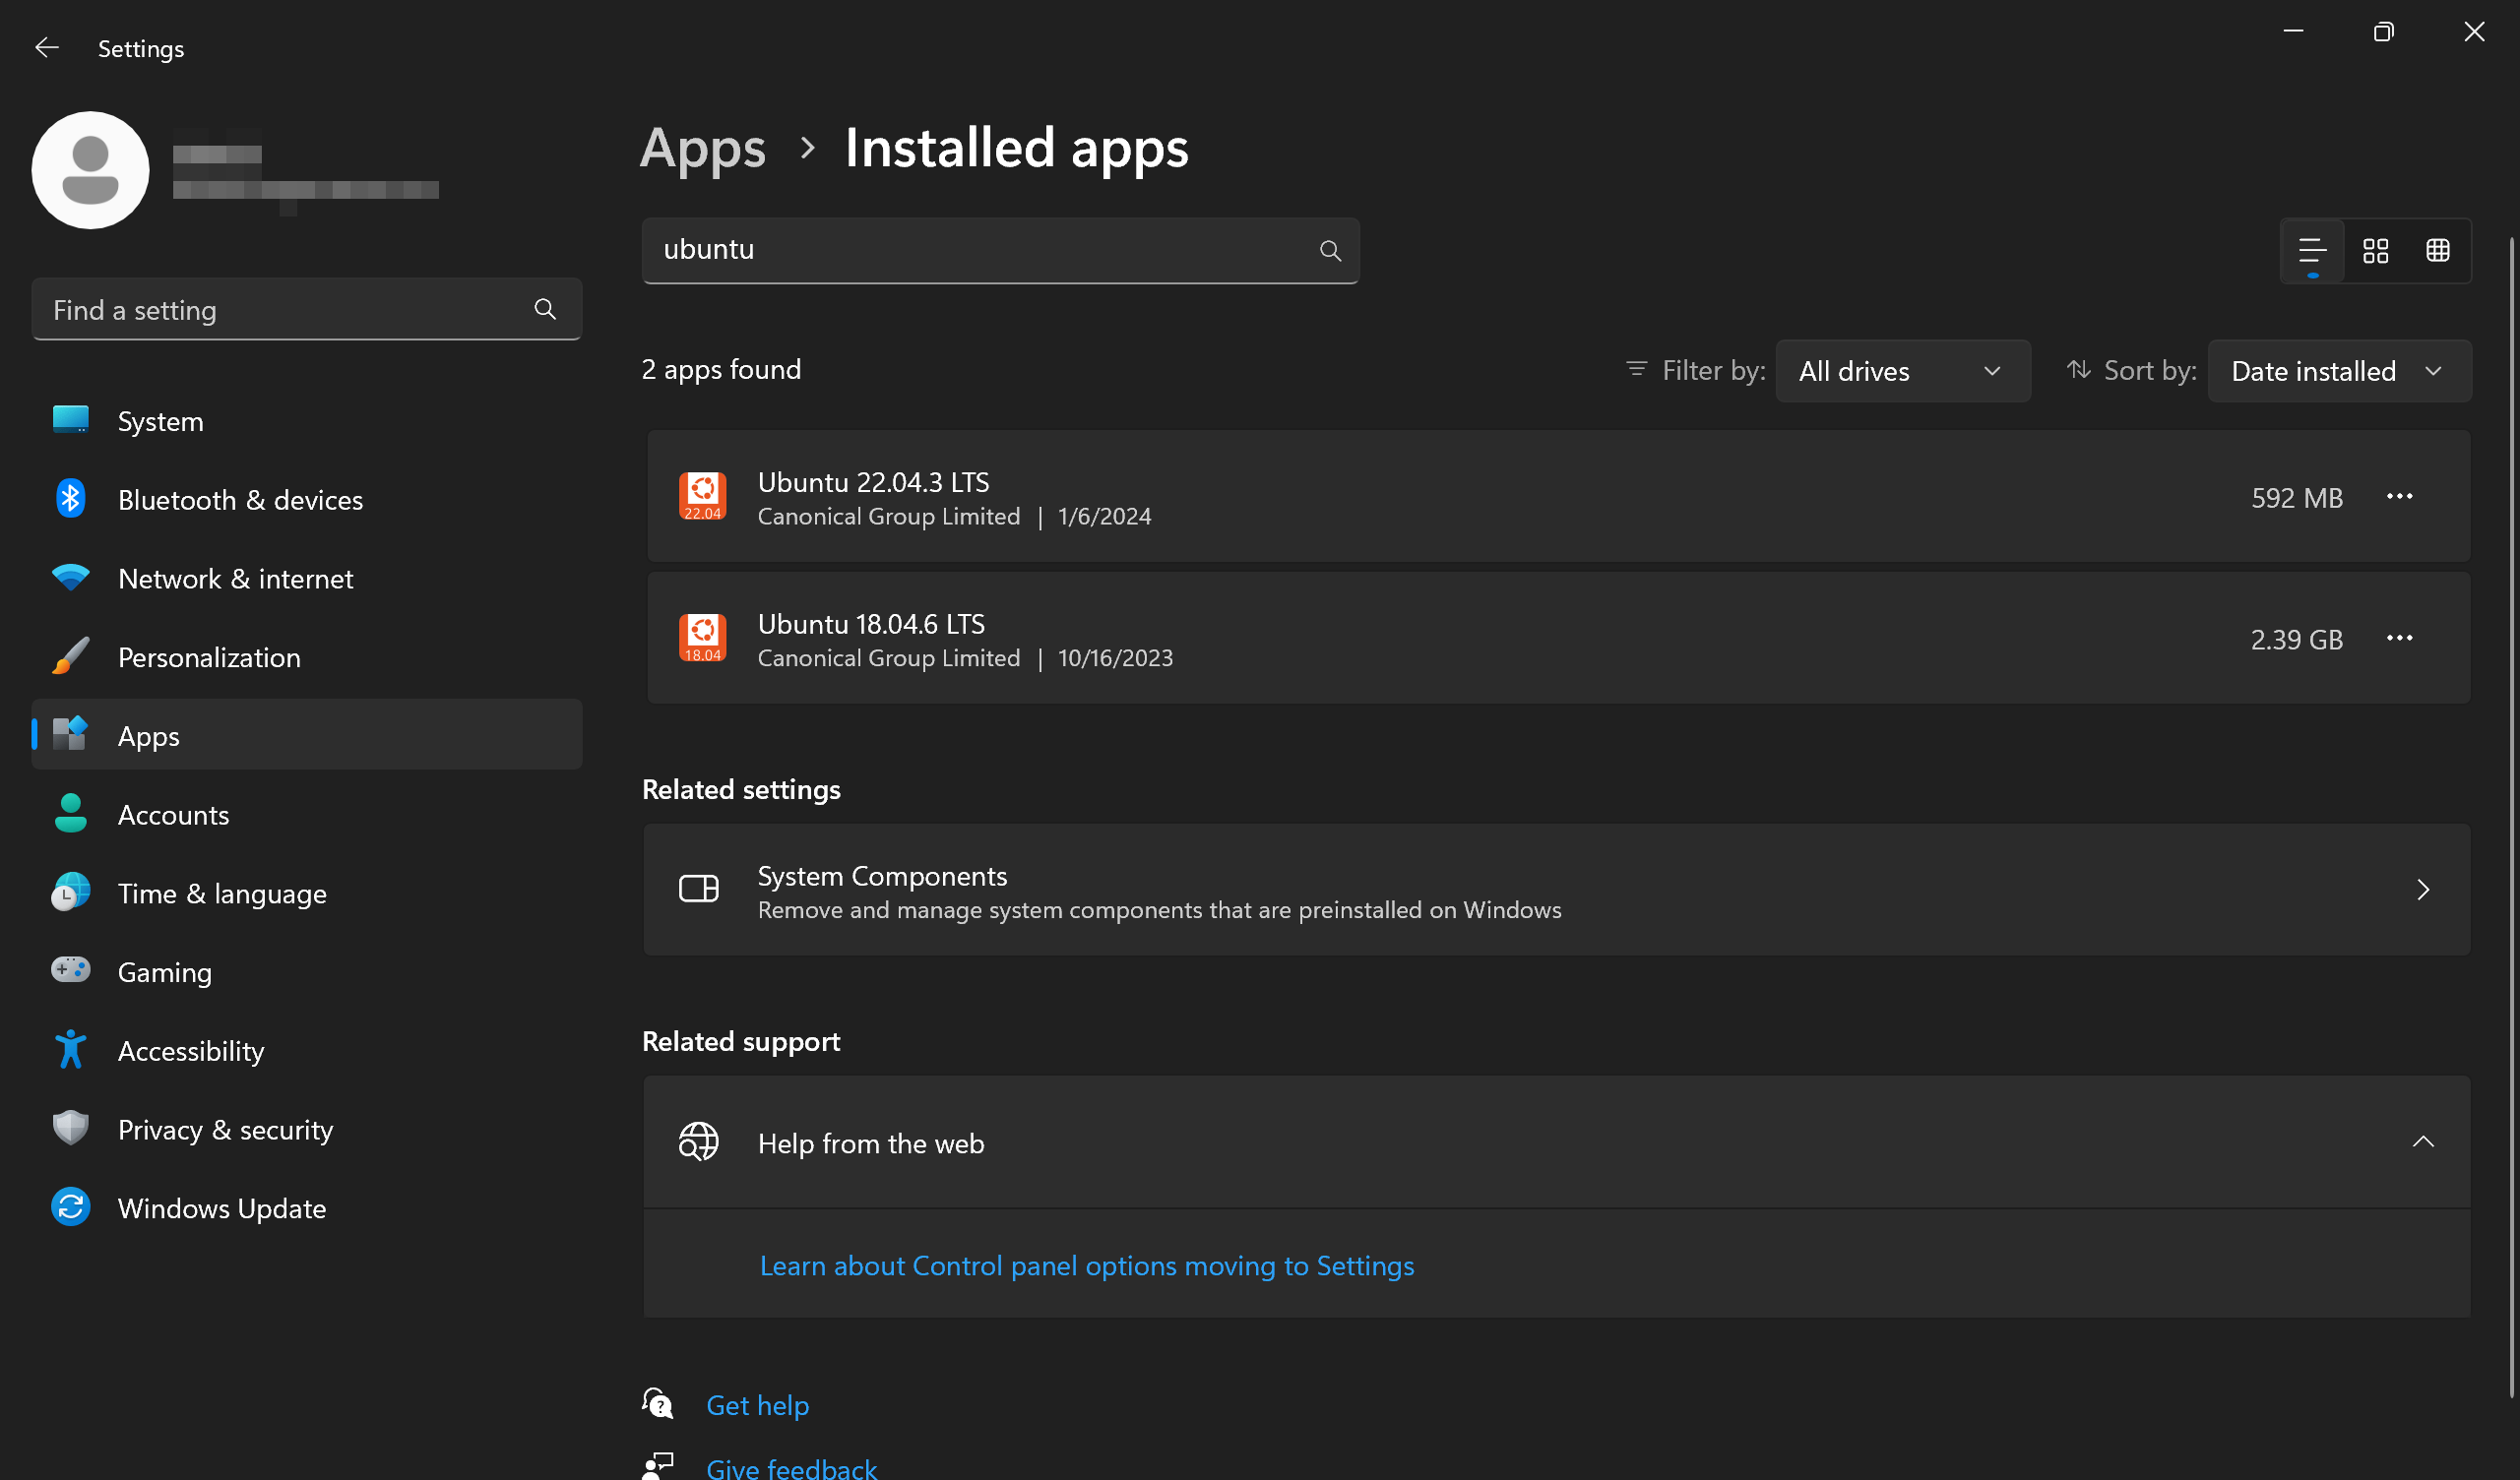 Settings
Find a setting
System
Bluetooth & devices
Network & internet
Personalization
Apps
Accounts
Time & language
Gaming
Accessibility
Privacy & security
Windows Update
Apps > Installed apps
ubuntu
2 apps found
Filter by: All drives
Sort by: Date installed
22.04
Ubuntu 22.04.3 LTS
Canonical Group Limited | 1/6/2024
592 MB
18.04
Ubuntu 18.04.6 LTS
Canonical Group Limited | 10/16/2023
2.39 GB
Related settings
System Components
Remove and manage system components that are preinstalled on Windows
Related support
Help from the web
Learn about Control panel options moving to Settings
Get help
Give feedback